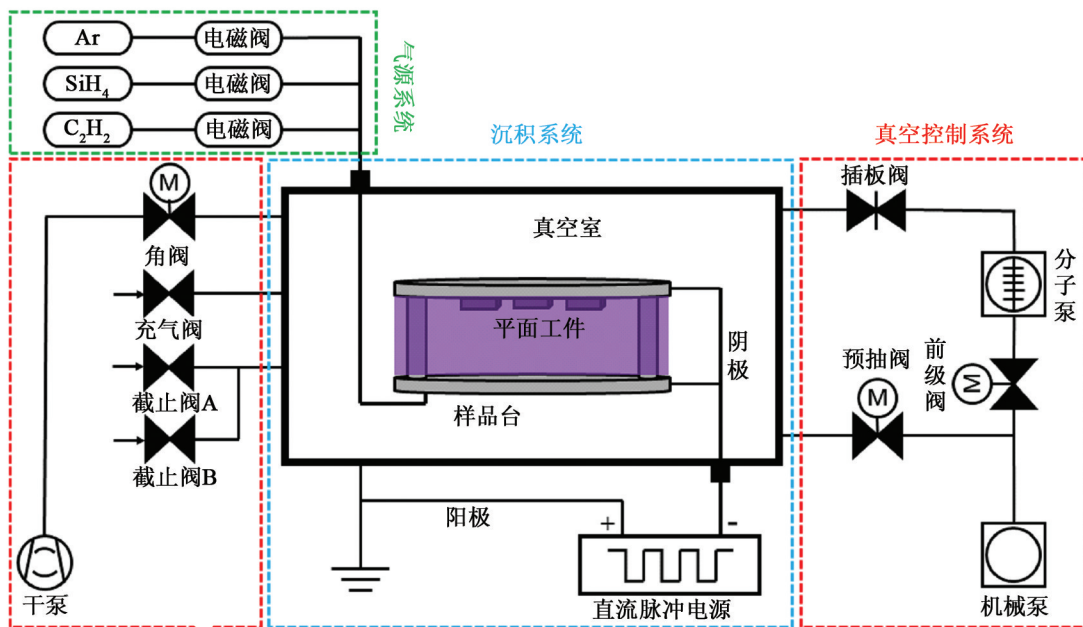 Ar
电磁阀
SiH₄
电磁阀
C₂H₂
电磁阀
气源系统
沉积系统
真空控制系统
M
角阀
充气阀
截止阀A
截止阀B
干泵
真空室
平面工件
样品台
阴极
阳极
+
-
直流脉冲电源
插板阀
分子泵
前级阀
M
预抽阀
M
机械泵